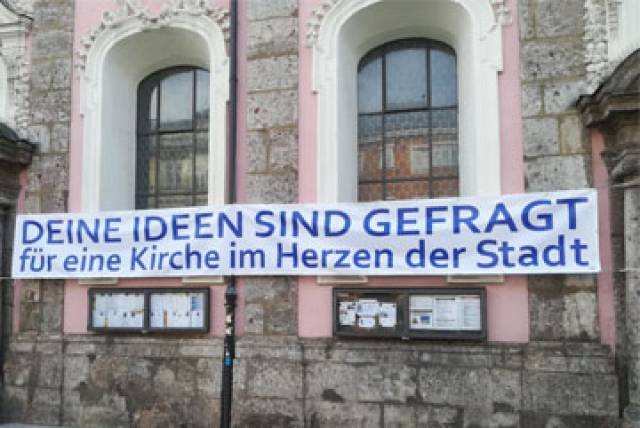 DEINE IDEEN SIND GEFRAGT
für eine Kirche im Herzen der Stadt